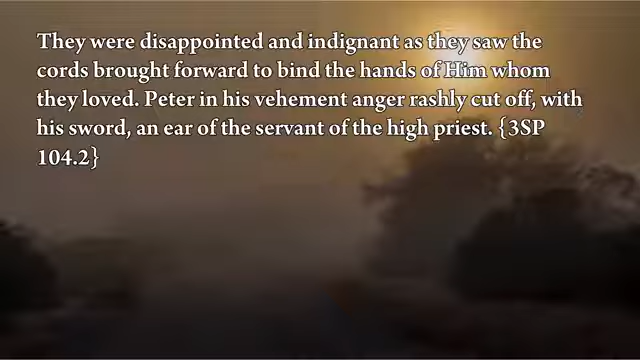 They were disappointed and indignant as they saw the
cords brought forward to bind the hands of Him whom
they loved. Peter in his vehement anger rashly cut off, with
his sword, an ear of the servant of the high priest. {3SP
104.2}